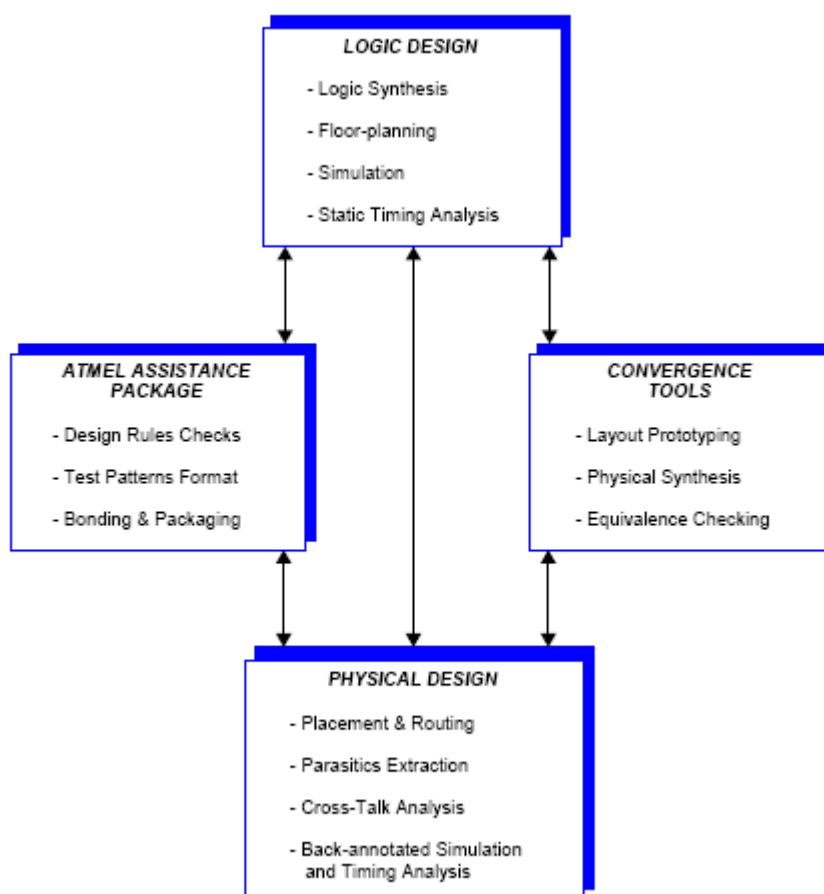 LOGIC DESIGN
- Logic Synthesis
- Floor-planning
- Simulation
- Static Timing Analysis
ATMEL ASSISTANCE
PACKAGE
- Design Rules Checks
- Test Patterns Format
- Bonding & Packaging
CONVERGENCE
TOOLS
- Layout Prototyping
- Physical Synthesis
- Equivalence Checking
PHYSICAL DESIGN
- Placement & Routing
- Parasitics Extraction
- Cross-Talk Analysis
- Back-annotated Simulation
and Timing Analysis